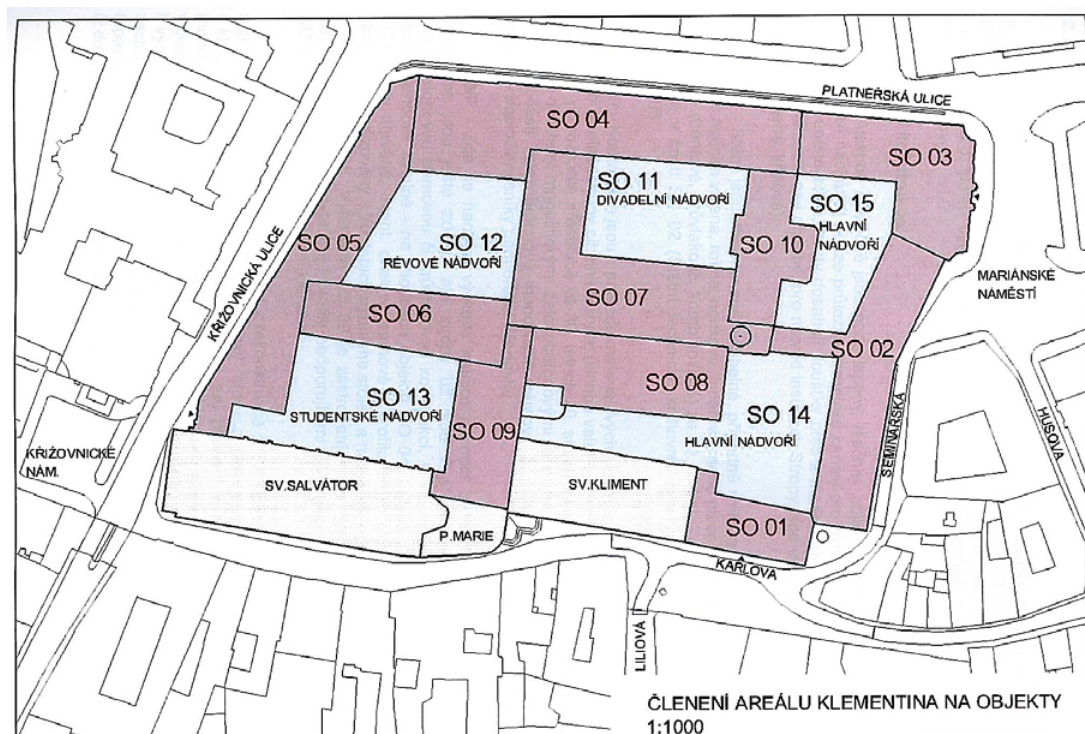 PLATNÉŘSKÁ ULICE
SO 04
SO 03
SO 11
DIVADELNÍ NÁDVOŘÍ
SO 15
HLAVNÍ
NÁDVOŘÍ
SO 05
SO 12
RÉVOVÉ NÁDVOŘÍ
SO 10
KŘIŽOVNICKÁ ULICE
MARIÁNSKÉ
NÁMĚSTÍ
SO 07
SO 06
SO 02
SO 08
SO 13
STUDENTSKÉ NÁDVOŘÍ
SO 14
HLAVNÍ NÁDVOŘÍ
SO 09
SEMINÁŘSKÁ
HUSOVA
KŘIŽOVNICKÉ
NÁM.
SV.SALVÁTOR
SV.KLIMENT
P.MARIE
SO 01
KARLOVA
LILIOVÁ
ČLENENÍ AREÁLU KLEMENTINA NA OBJEKTY
1:1000